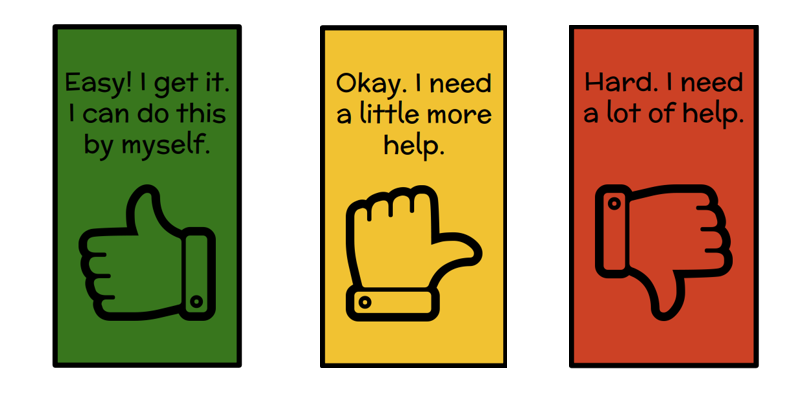 Easy! I get it.
I can do this
by myself.
Okay. I need
a little more
help.
Hard. I need
a lot of help.